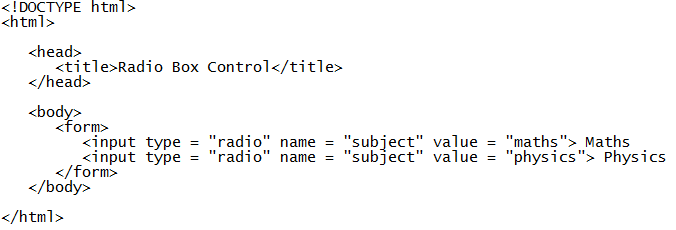 <!DOCTYPE html>
<html>
<head>
<title>Radio Box Control</title>
</head>
<body>
<form>
<input type = "radio" name = "subject" value = "maths"> Maths
<input type = "radio" name = "subject" value = "physics"> Physics
</form>
</body>
</html>